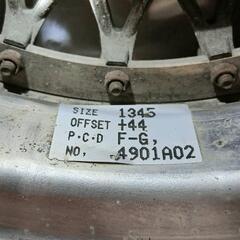 SIZE 1345
OFFSET +44
P·C·D F-G,
NO, 4901A02